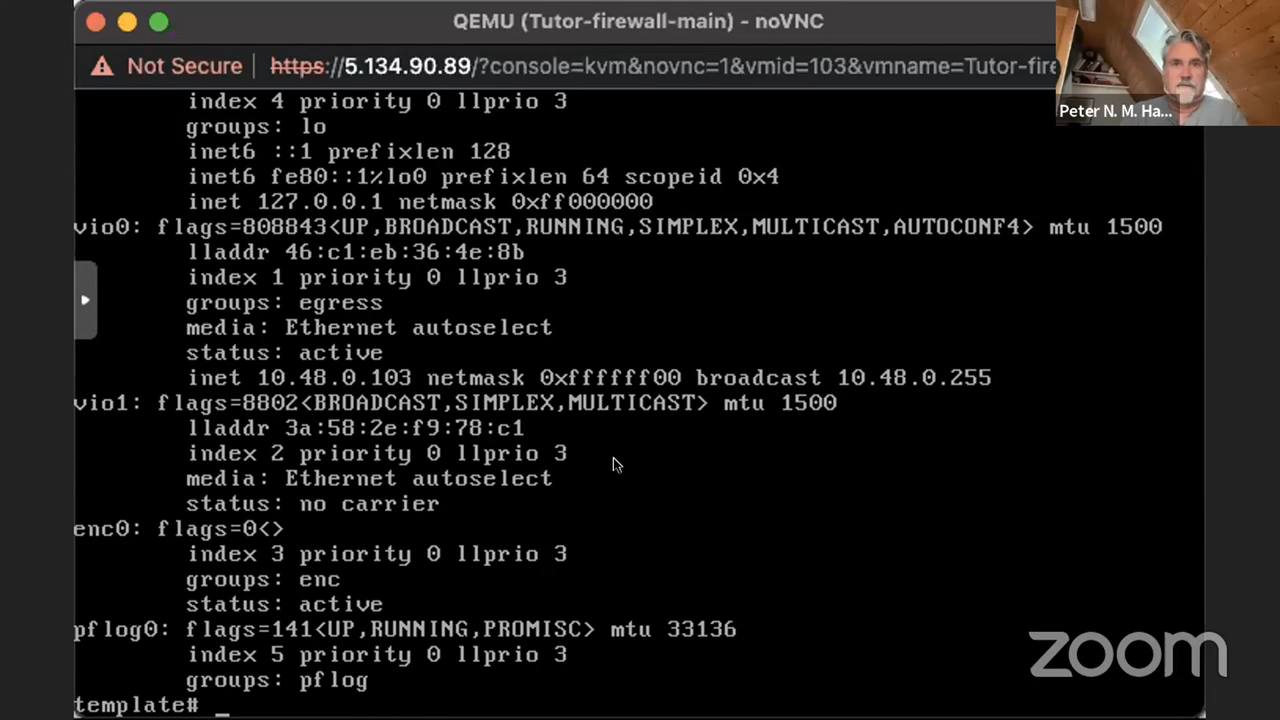 QEMU (Tutor-firewall-main) - noVNC
Not Secure | https://5.134.90.89/?console=kvm&novnc=1&vmid=103&vmname=Tutor-fire
Peter N. M. Ha...
index 4 priority 0 llprio 3
groups: lo
inet6 ::1 prefixlen 128
inet6 fe80::1%lo0 prefixlen 64 scopeid 0x4
inet 127.0.0.1 netmask 0xff000000
vio0: flags=808843<UP,BROADCAST,RUNNING,SIMPLEX,MULTICAST,AUTOCONF4> mtu 1500
lladdr 46:c1:eb:36:4e:8b
index 1 priority 0 llprio 3
groups: egress
media: Ethernet autoselect
status: active
inet 10.48.0.103 netmask 0xffffff00 broadcast 10.48.0.255
vio1: flags=8802<BROADCAST,SIMPLEX,MULTICAST> mtu 1500
lladdr 3a:58:2e:f9:78:c1
index 2 priority 0 llprio 3
media: Ethernet autoselect
status: no carrier
enc0: flags=0<>
index 3 priority 0 llprio 3
groups: enc
status: active
pflog0: flags=141<UP,RUNNING,PROMISC> mtu 33136
index 5 priority 0 llprio 3
groups: pflog
template# _
zoom